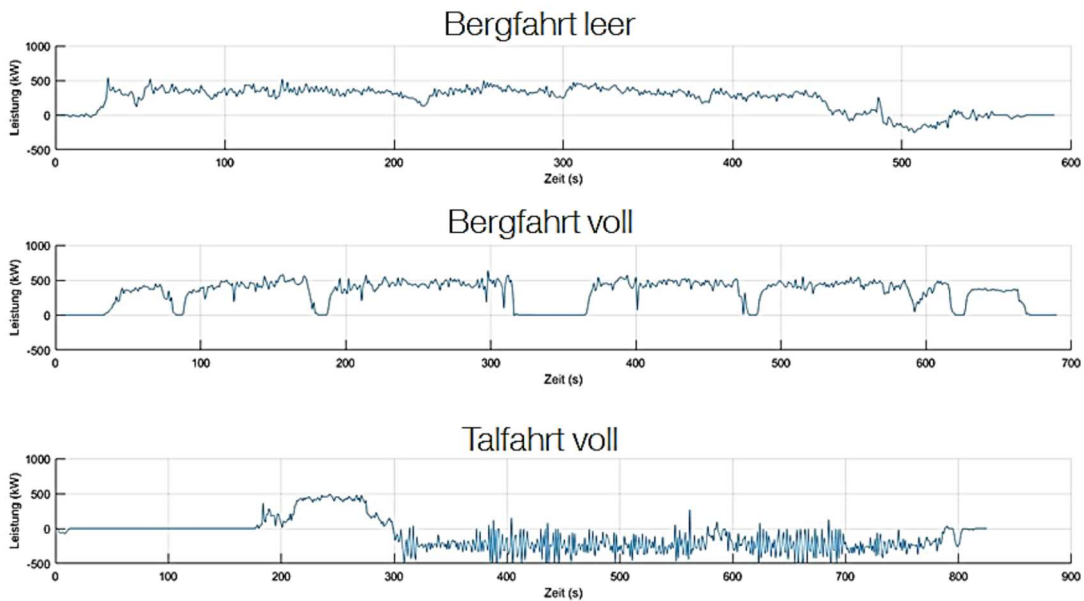 Bergfahrt leer
1000
500
0
-500
Leistung (kW)
0 100 200 300 400 500 600
Zeit (s)
Bergfahrt voll
1000
500
0
-500
Leistung (kW)
0 100 200 300 400 500 600 700
Zeit (s)
Talfahrt voll
1000
500
0
-500
Leistung (kW)
0 100 200 300 400 500 600 700 800 900
Zeit (s)